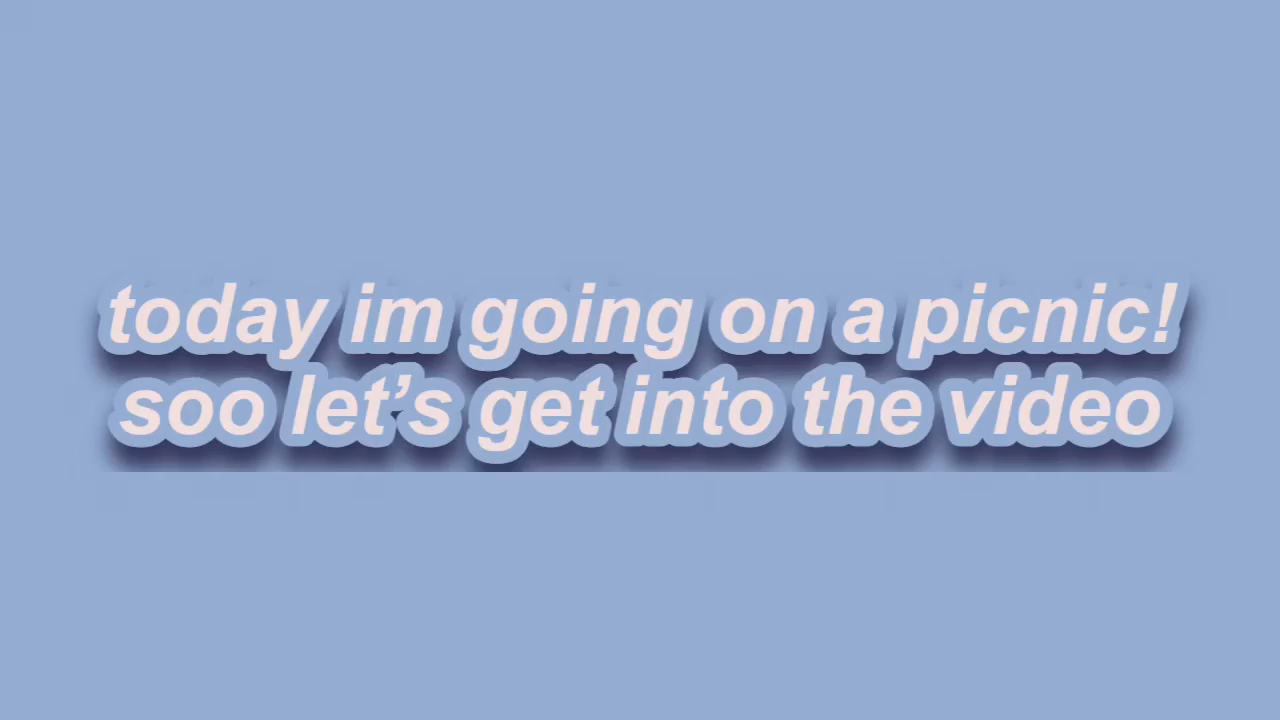 today im going on a picnic!
soo let’s get into the video